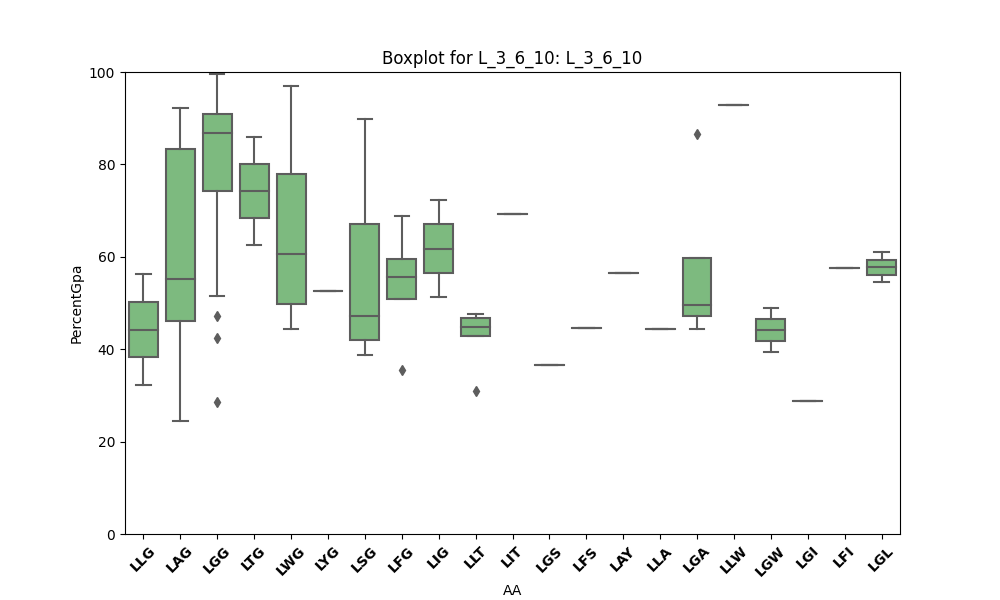 Boxplot for L_3_6_10: L_3_6_10
PercentGpa
100
80
60
40
20
0
LLG LAG LGG LTG LWG LYG LSG LFG LIG LLT LIT LGS LFS LAY LLA LGA LLW LGW LGI LFI LGL
AA